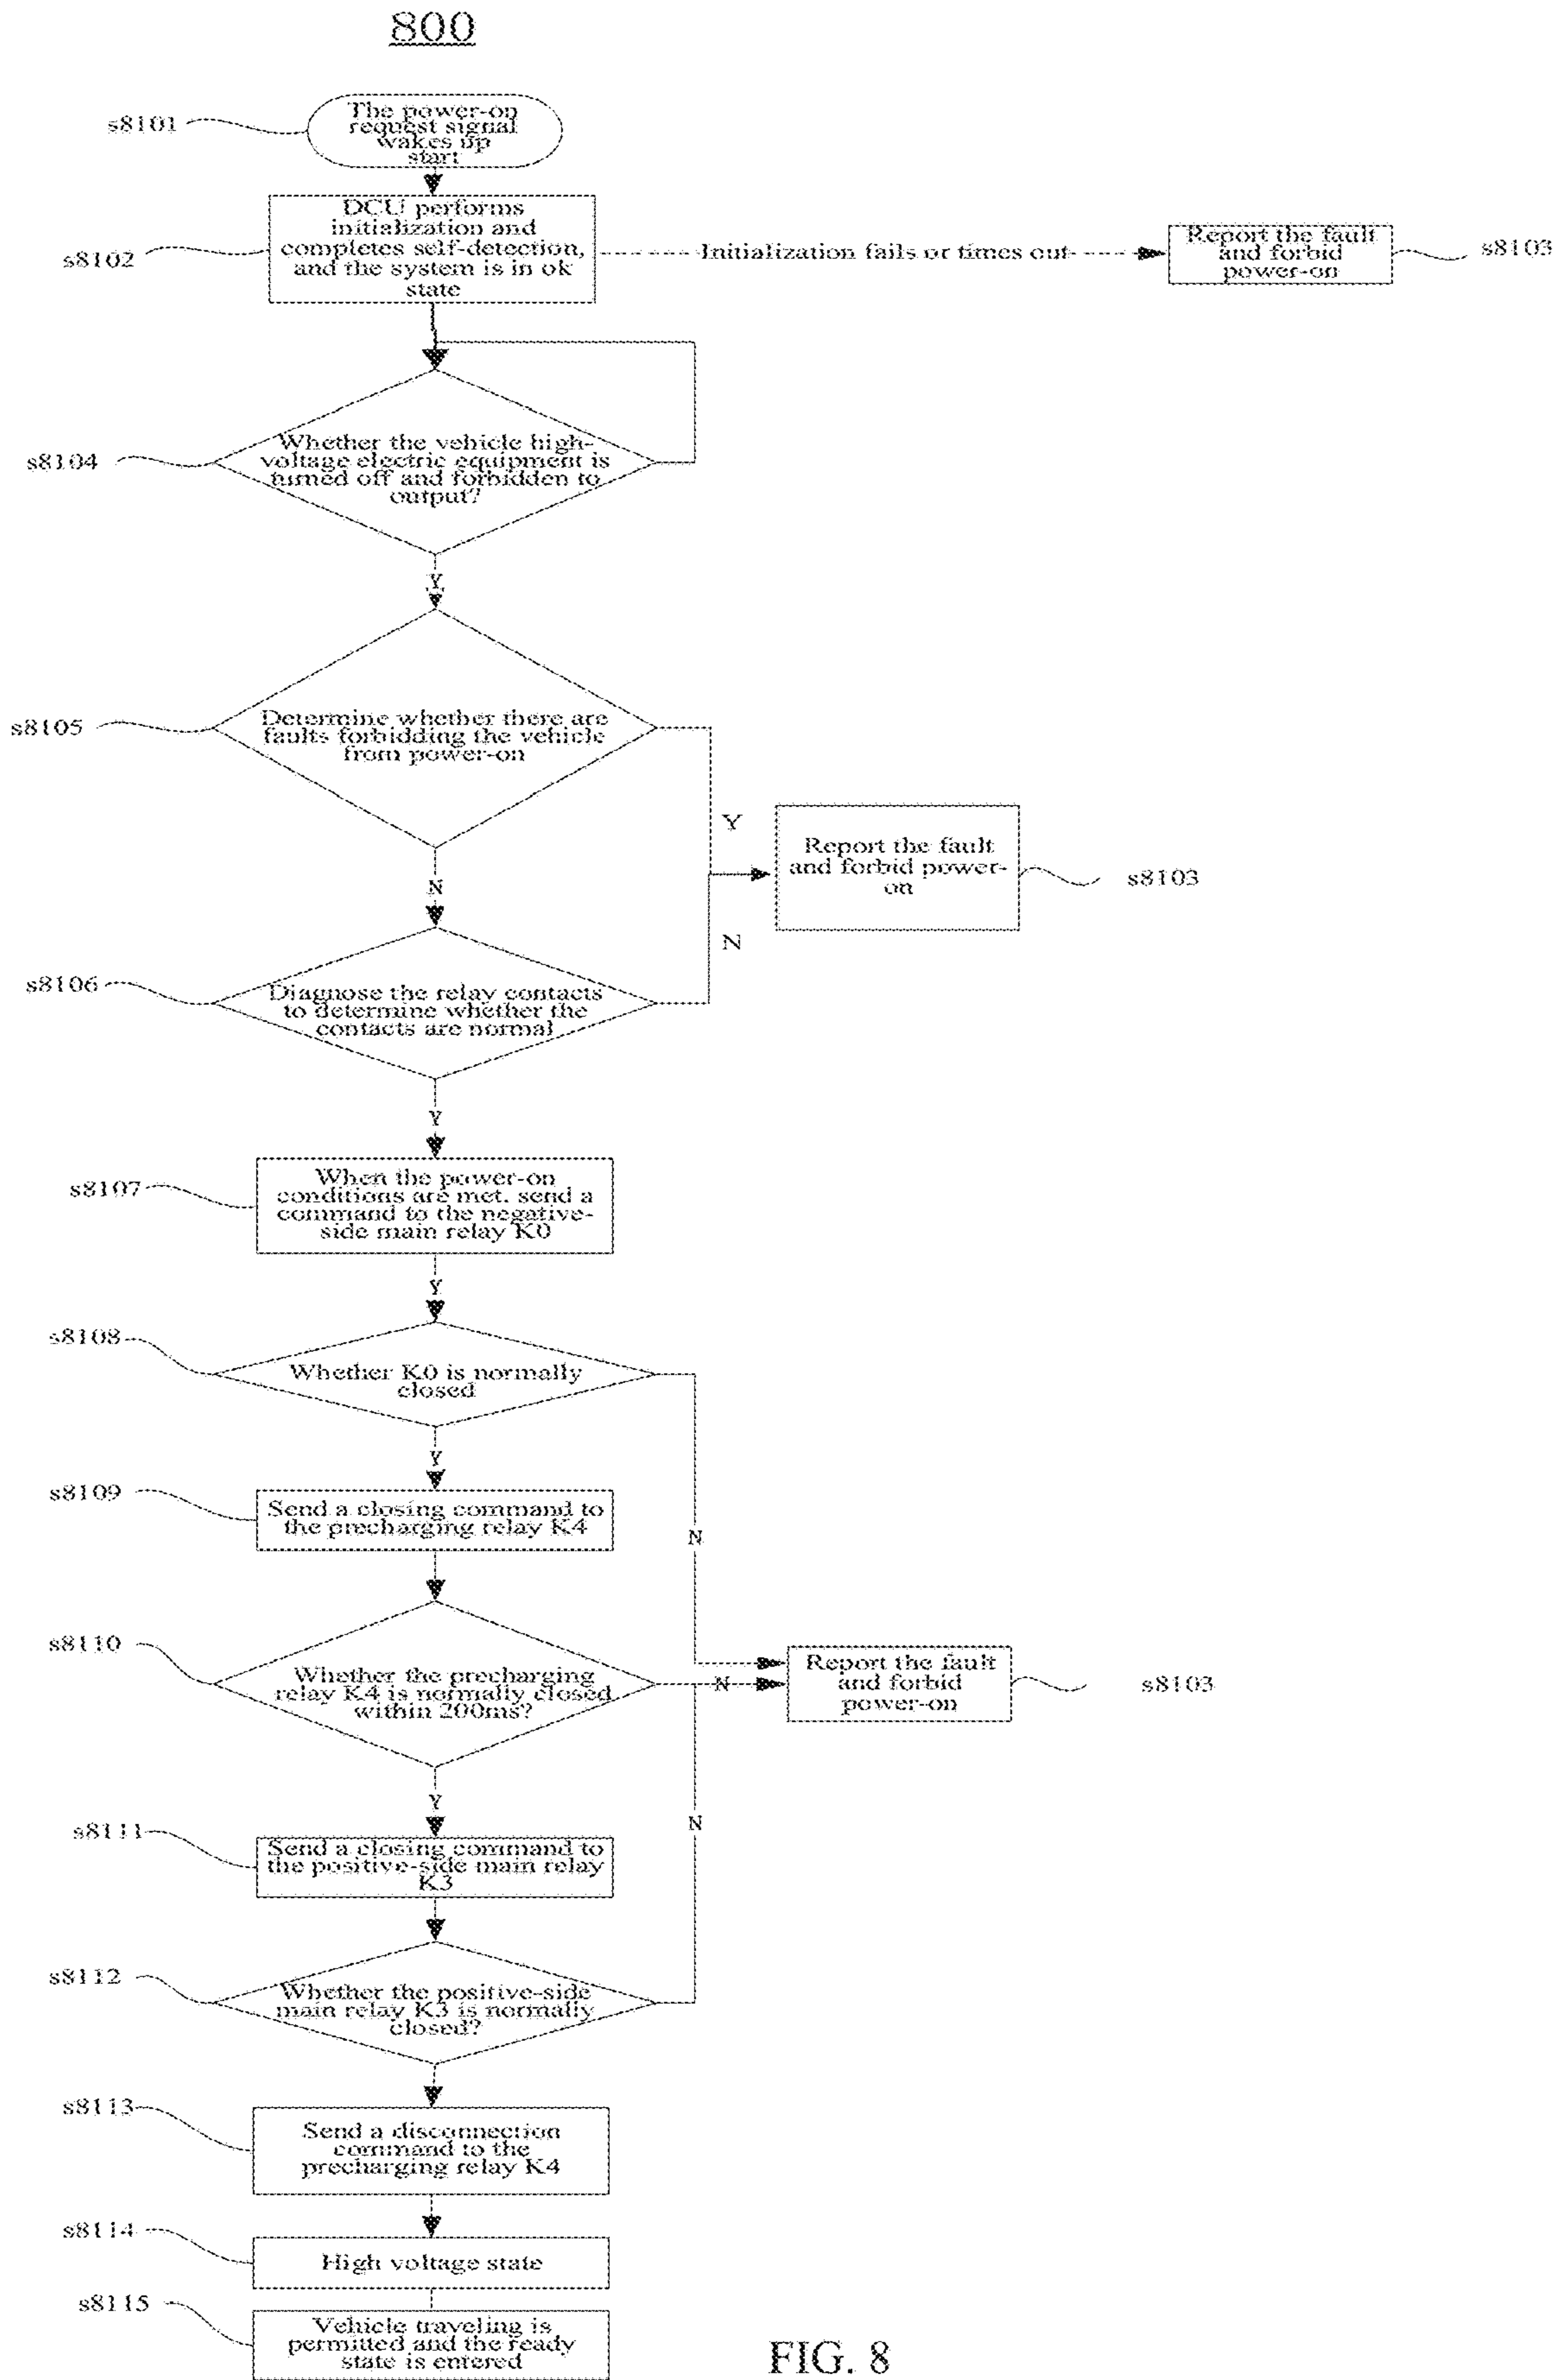 800
s8101
The power-on
request signal
wakes up
start
s8102
DCU performs
initialization and
completes self-detection,
and the system is in ok
state
Initialization fails or times out
Report the fault
and forbid
power-on
s8103
s8104
Whether the vehicle high-
voltage electric equipment is
turned off and forbidden to
output?
Y
s8105
Determine whether there are
faults forbidding the vehicle
from power-on
Y
Report the fault
and forbid power-
on
s8103
N
N
s8106
Diagnose the relay contacts
to determine whether the
contacts are normal
Y
s8107
When the power-on
conditions are met, send a
command to the negative-
side main relay K0
Y
s8108
Whether K0 is normally
closed
Y
s8109
Send a closing command to
the precharging relay K4
N
s8110
Whether the precharging
relay K4 is normally closed
within 200ms?
N
Report the fault
and forbid
power-on
s8103
Y
N
s8111
Send a closing command to
the positive-side main relay
K3
s8112
Whether the positive-side
main relay K3 is normally
closed?
s8113
Send a disconnection
command to the
precharging relay K4
s8114
High voltage state
s8115
Vehicle traveling is
permitted and the ready
state is entered
FIG. 8